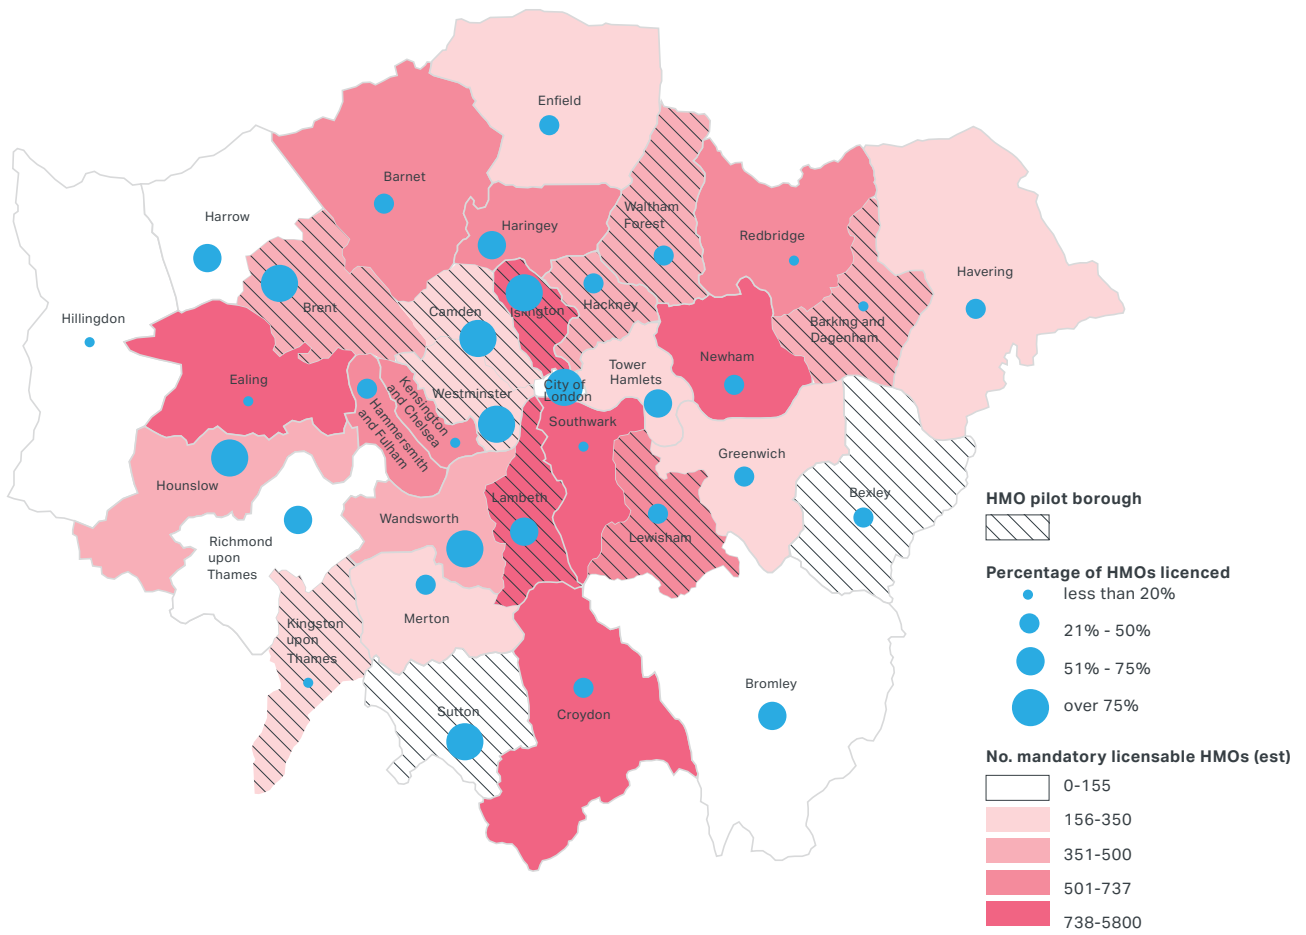 Enfield
Barnet
Harrow
Haringey
Waltham
Forest
Redbridge
Havering
Hillingdon
Brent
Camden
Islington
Hackney
Barking and
Dagenham
Ealing
Kensington
and Chelsea
Hammersmith
and Fulham
Westminster
City of
London
Tower
Hamlets
Newham
Southwark
Greenwich
Hounslow
Lambeth
Bexley
Wandsworth
Lewisham
Richmond
upon
Thames
Merton
Kingston
upon
Thames
Sutton
Croydon
Bromley
HMO pilot borough
Percentage of HMOs licenced
less than 20%
21% - 50%
51% - 75%
over 75%
No. mandatory licensable HMOs (est)
0-155
156-350
351-500
501-737
738-5800